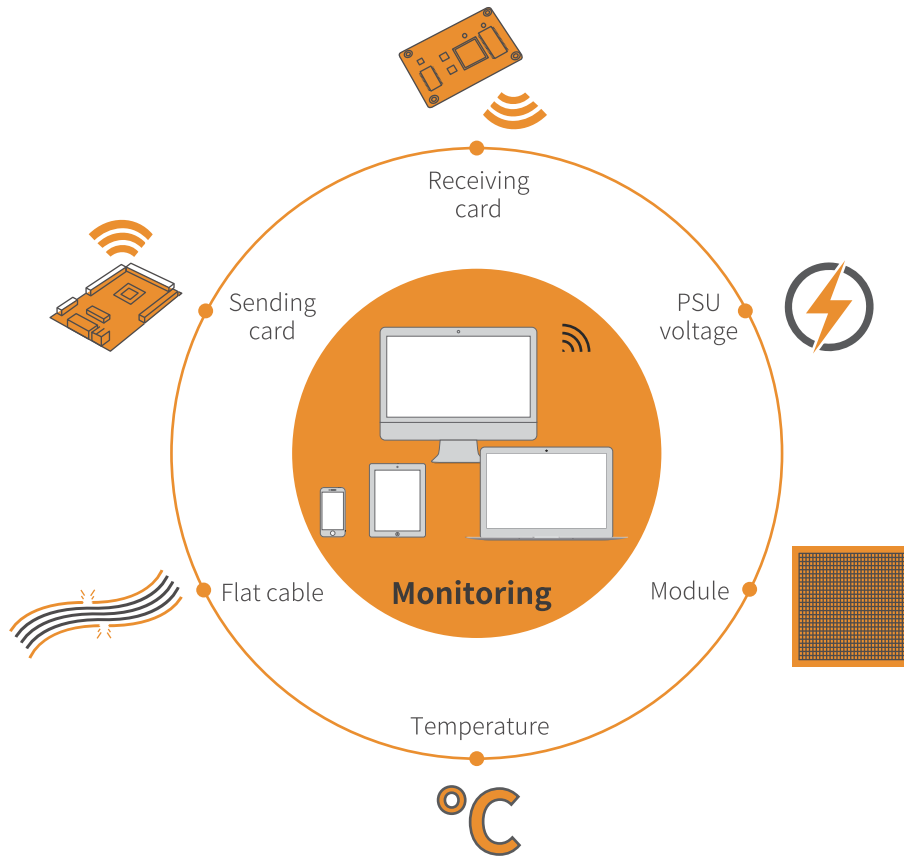 Receiving
card
Sending
card
PSU
voltage
Flat cable
Monitoring
Module
Temperature
°C